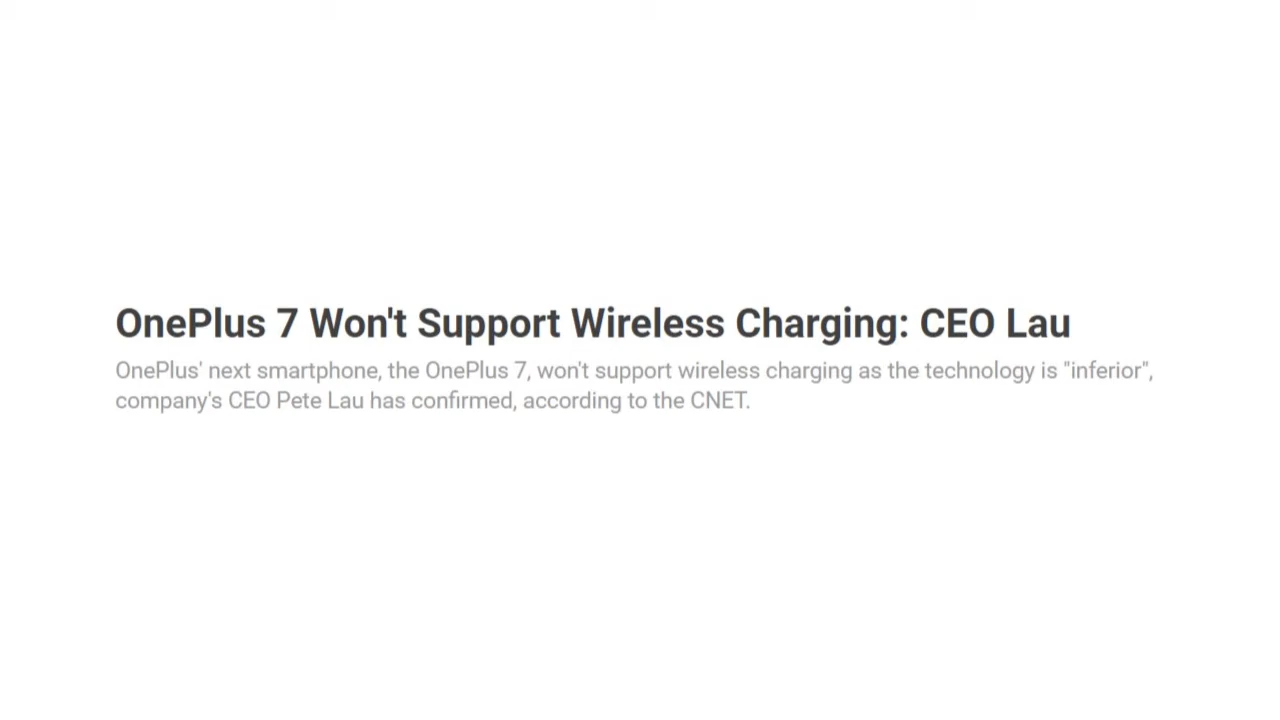 OnePlus 7 Won't Support Wireless Charging: CEO Lau
OnePlus' next smartphone, the OnePlus 7, won't support wireless charging as the technology is "inferior",
company's CEO Pete Lau has confirmed, according to the CNET.